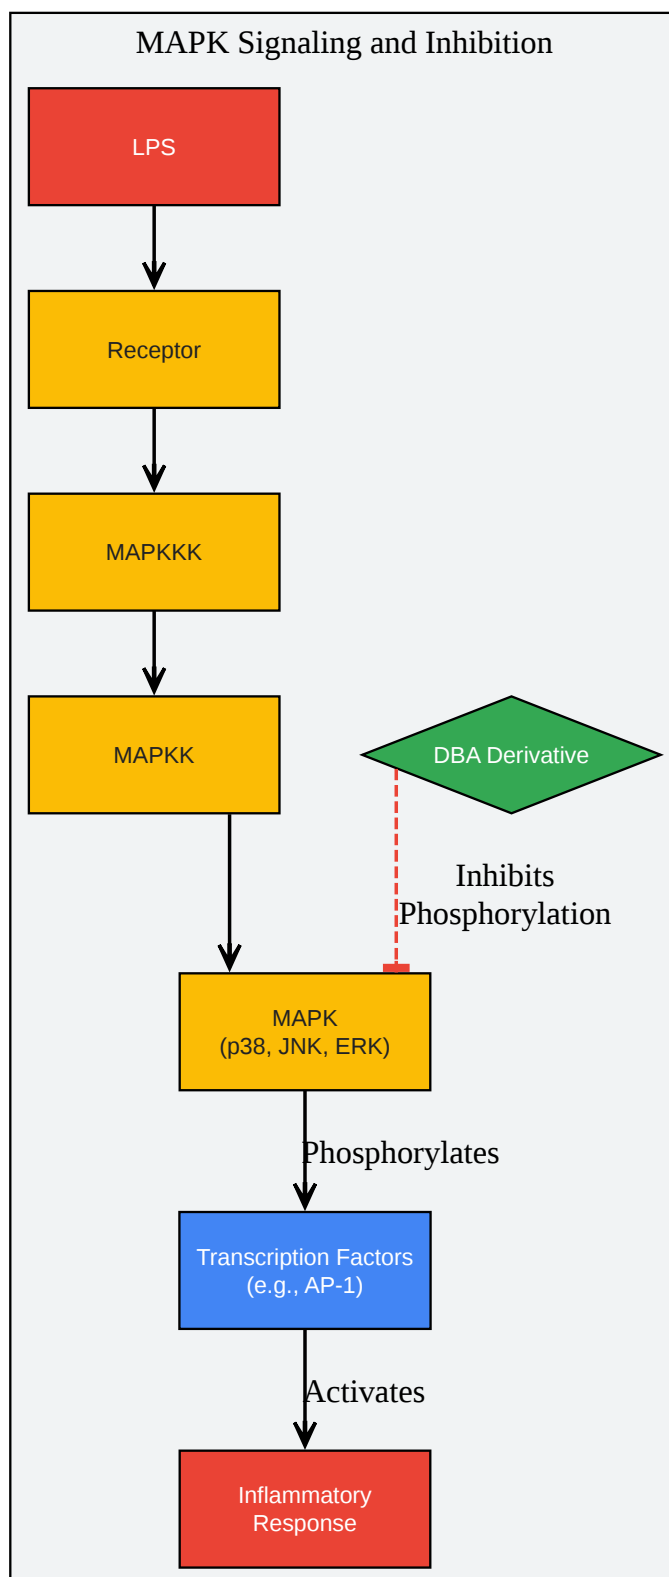 MAPK Signaling and Inhibition
LPS
Receptor
MAPKKK
MAPKK
DBA Derivative
Inhibits
Phosphorylation
MAPK
(p38, JNK, ERK)
Phosphorylates
Transcription Factors
(e.g., AP-1)
Activates
Inflammatory
Response